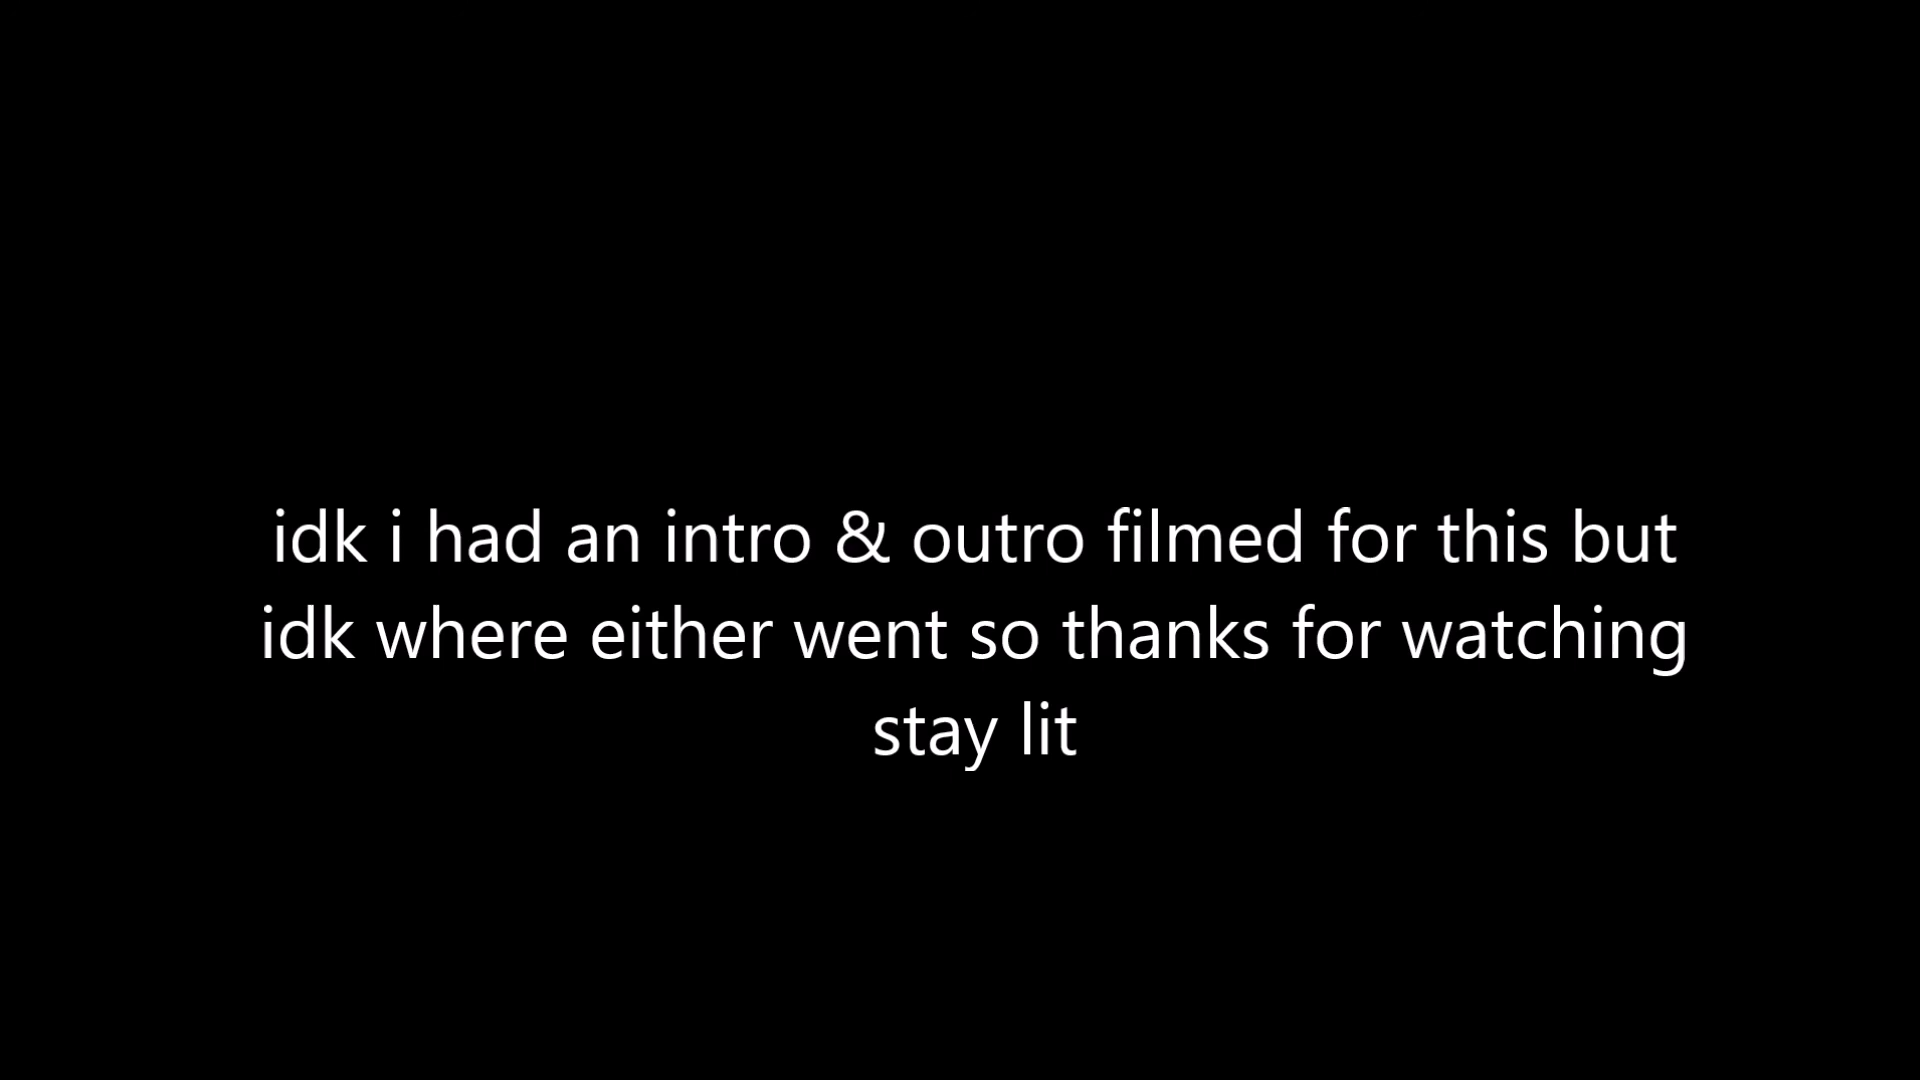 idk i had an intro & outro filmed for this but
idk where either went so thanks for watching
stay lit